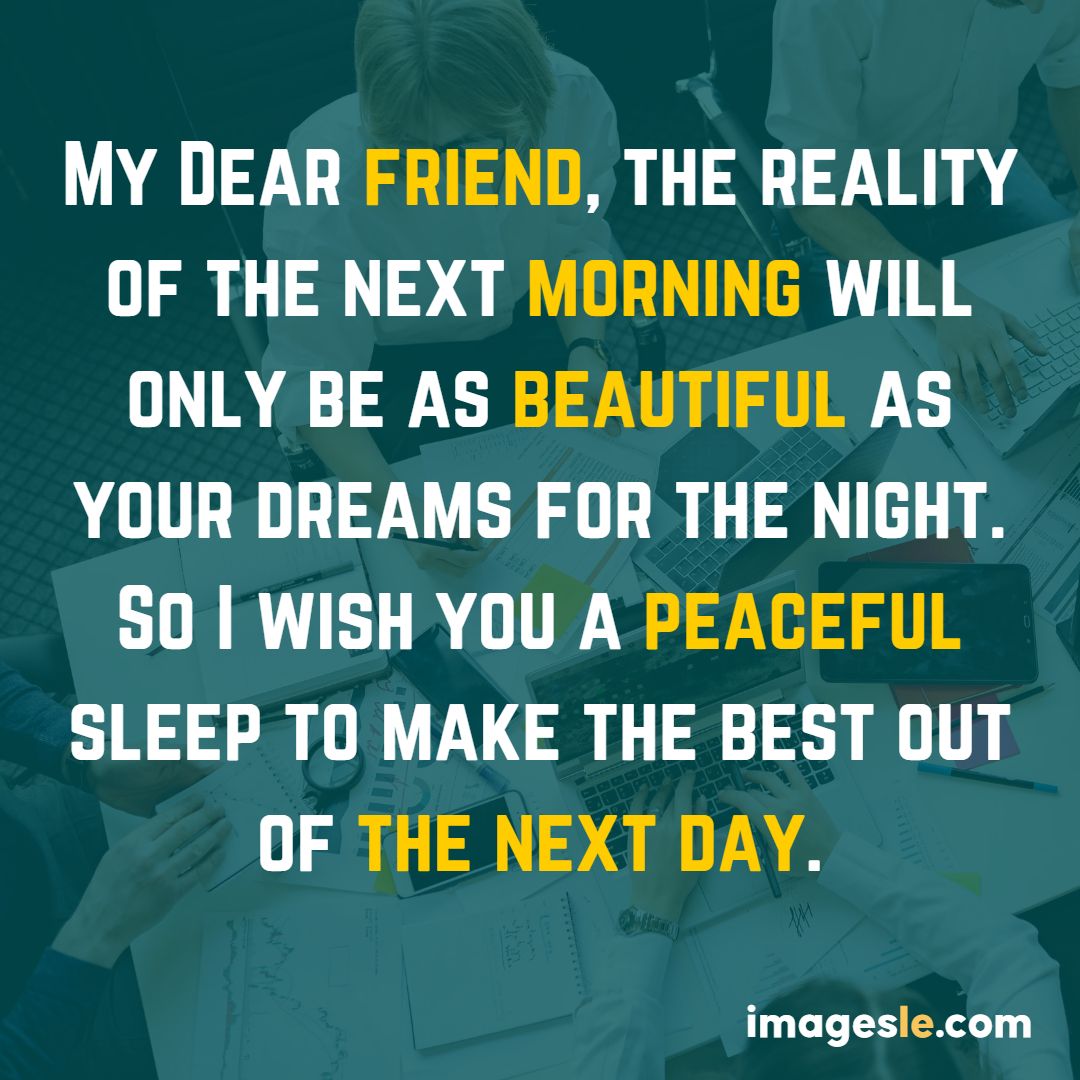 My Dear friend, the reality
of the next morning will
only be as beautiful as
your dreams for the night.
So I wish you a peaceful
sleep to make the best out
of the next day.
imagesle.com